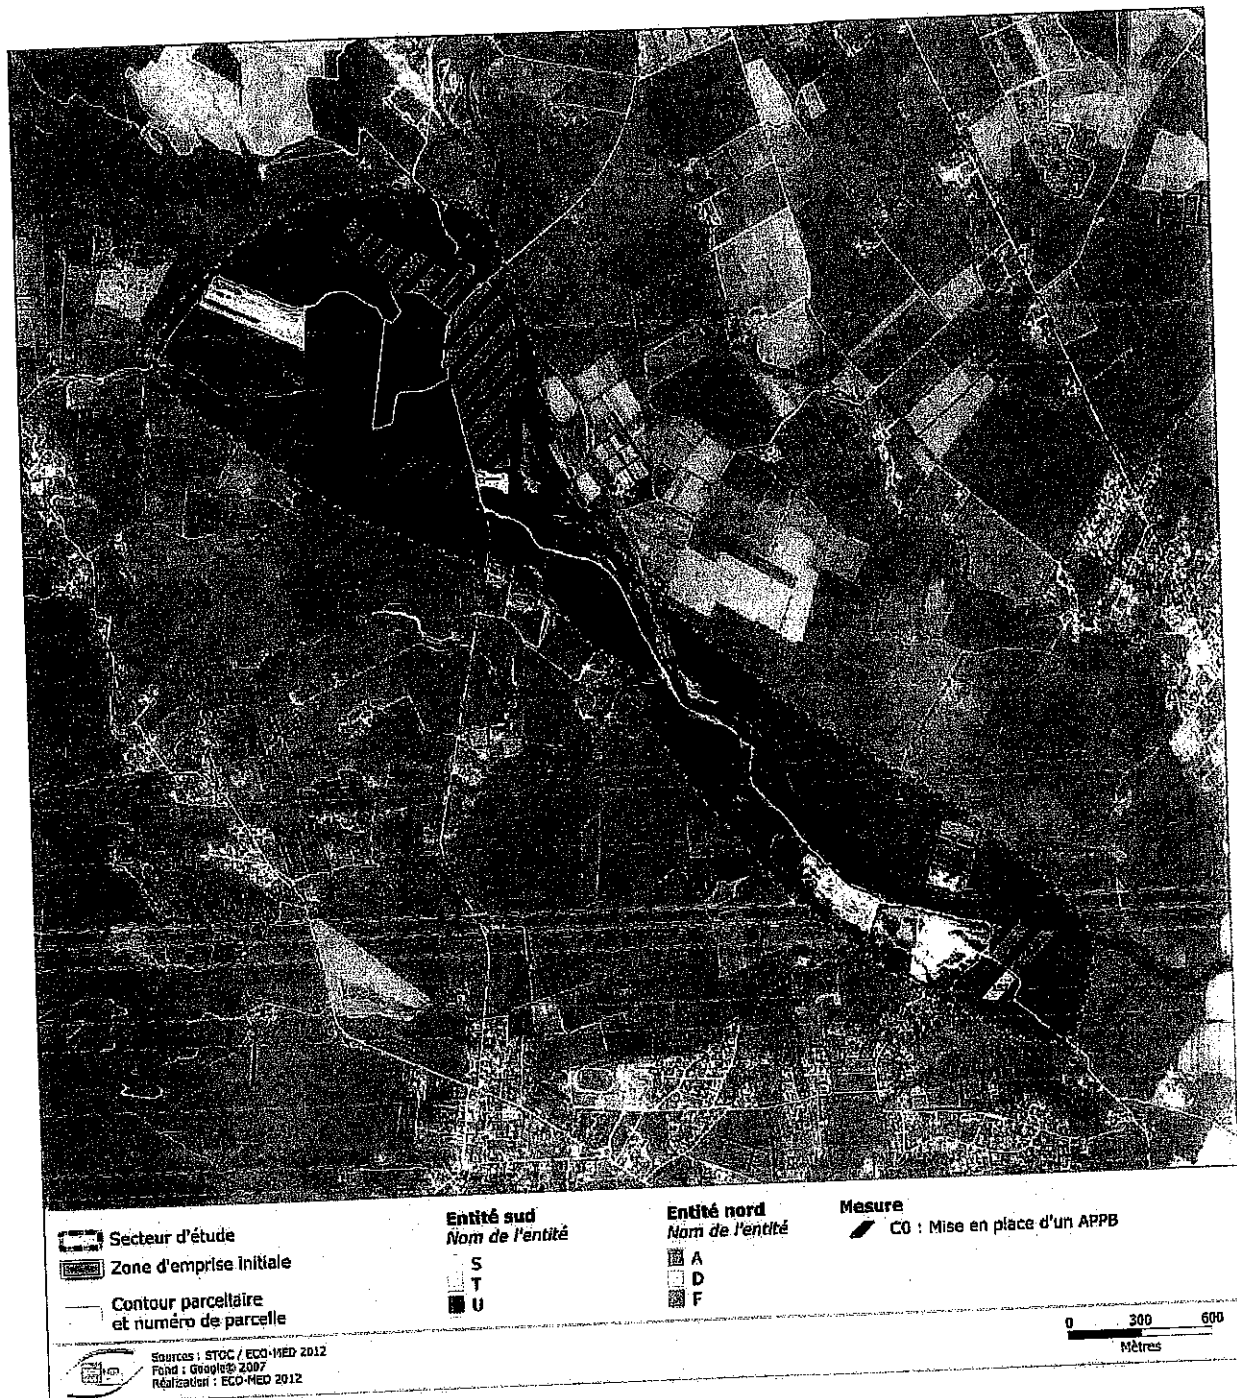 Secteur d'étude
Zone d'emprise initiale
Contour parcellaire
et numéro de parcelle
Entité sud
Nom de l'entité
S
T
U
Entité nord
Nom de l'entité
A
D
F
Mesure
C0 : Mise en place d'un APPB
0 300 600
Mètres
Sources : STOC / ECO-MED 2012
Fond : Google© 2007
Réalisation : ECO-MED 2012